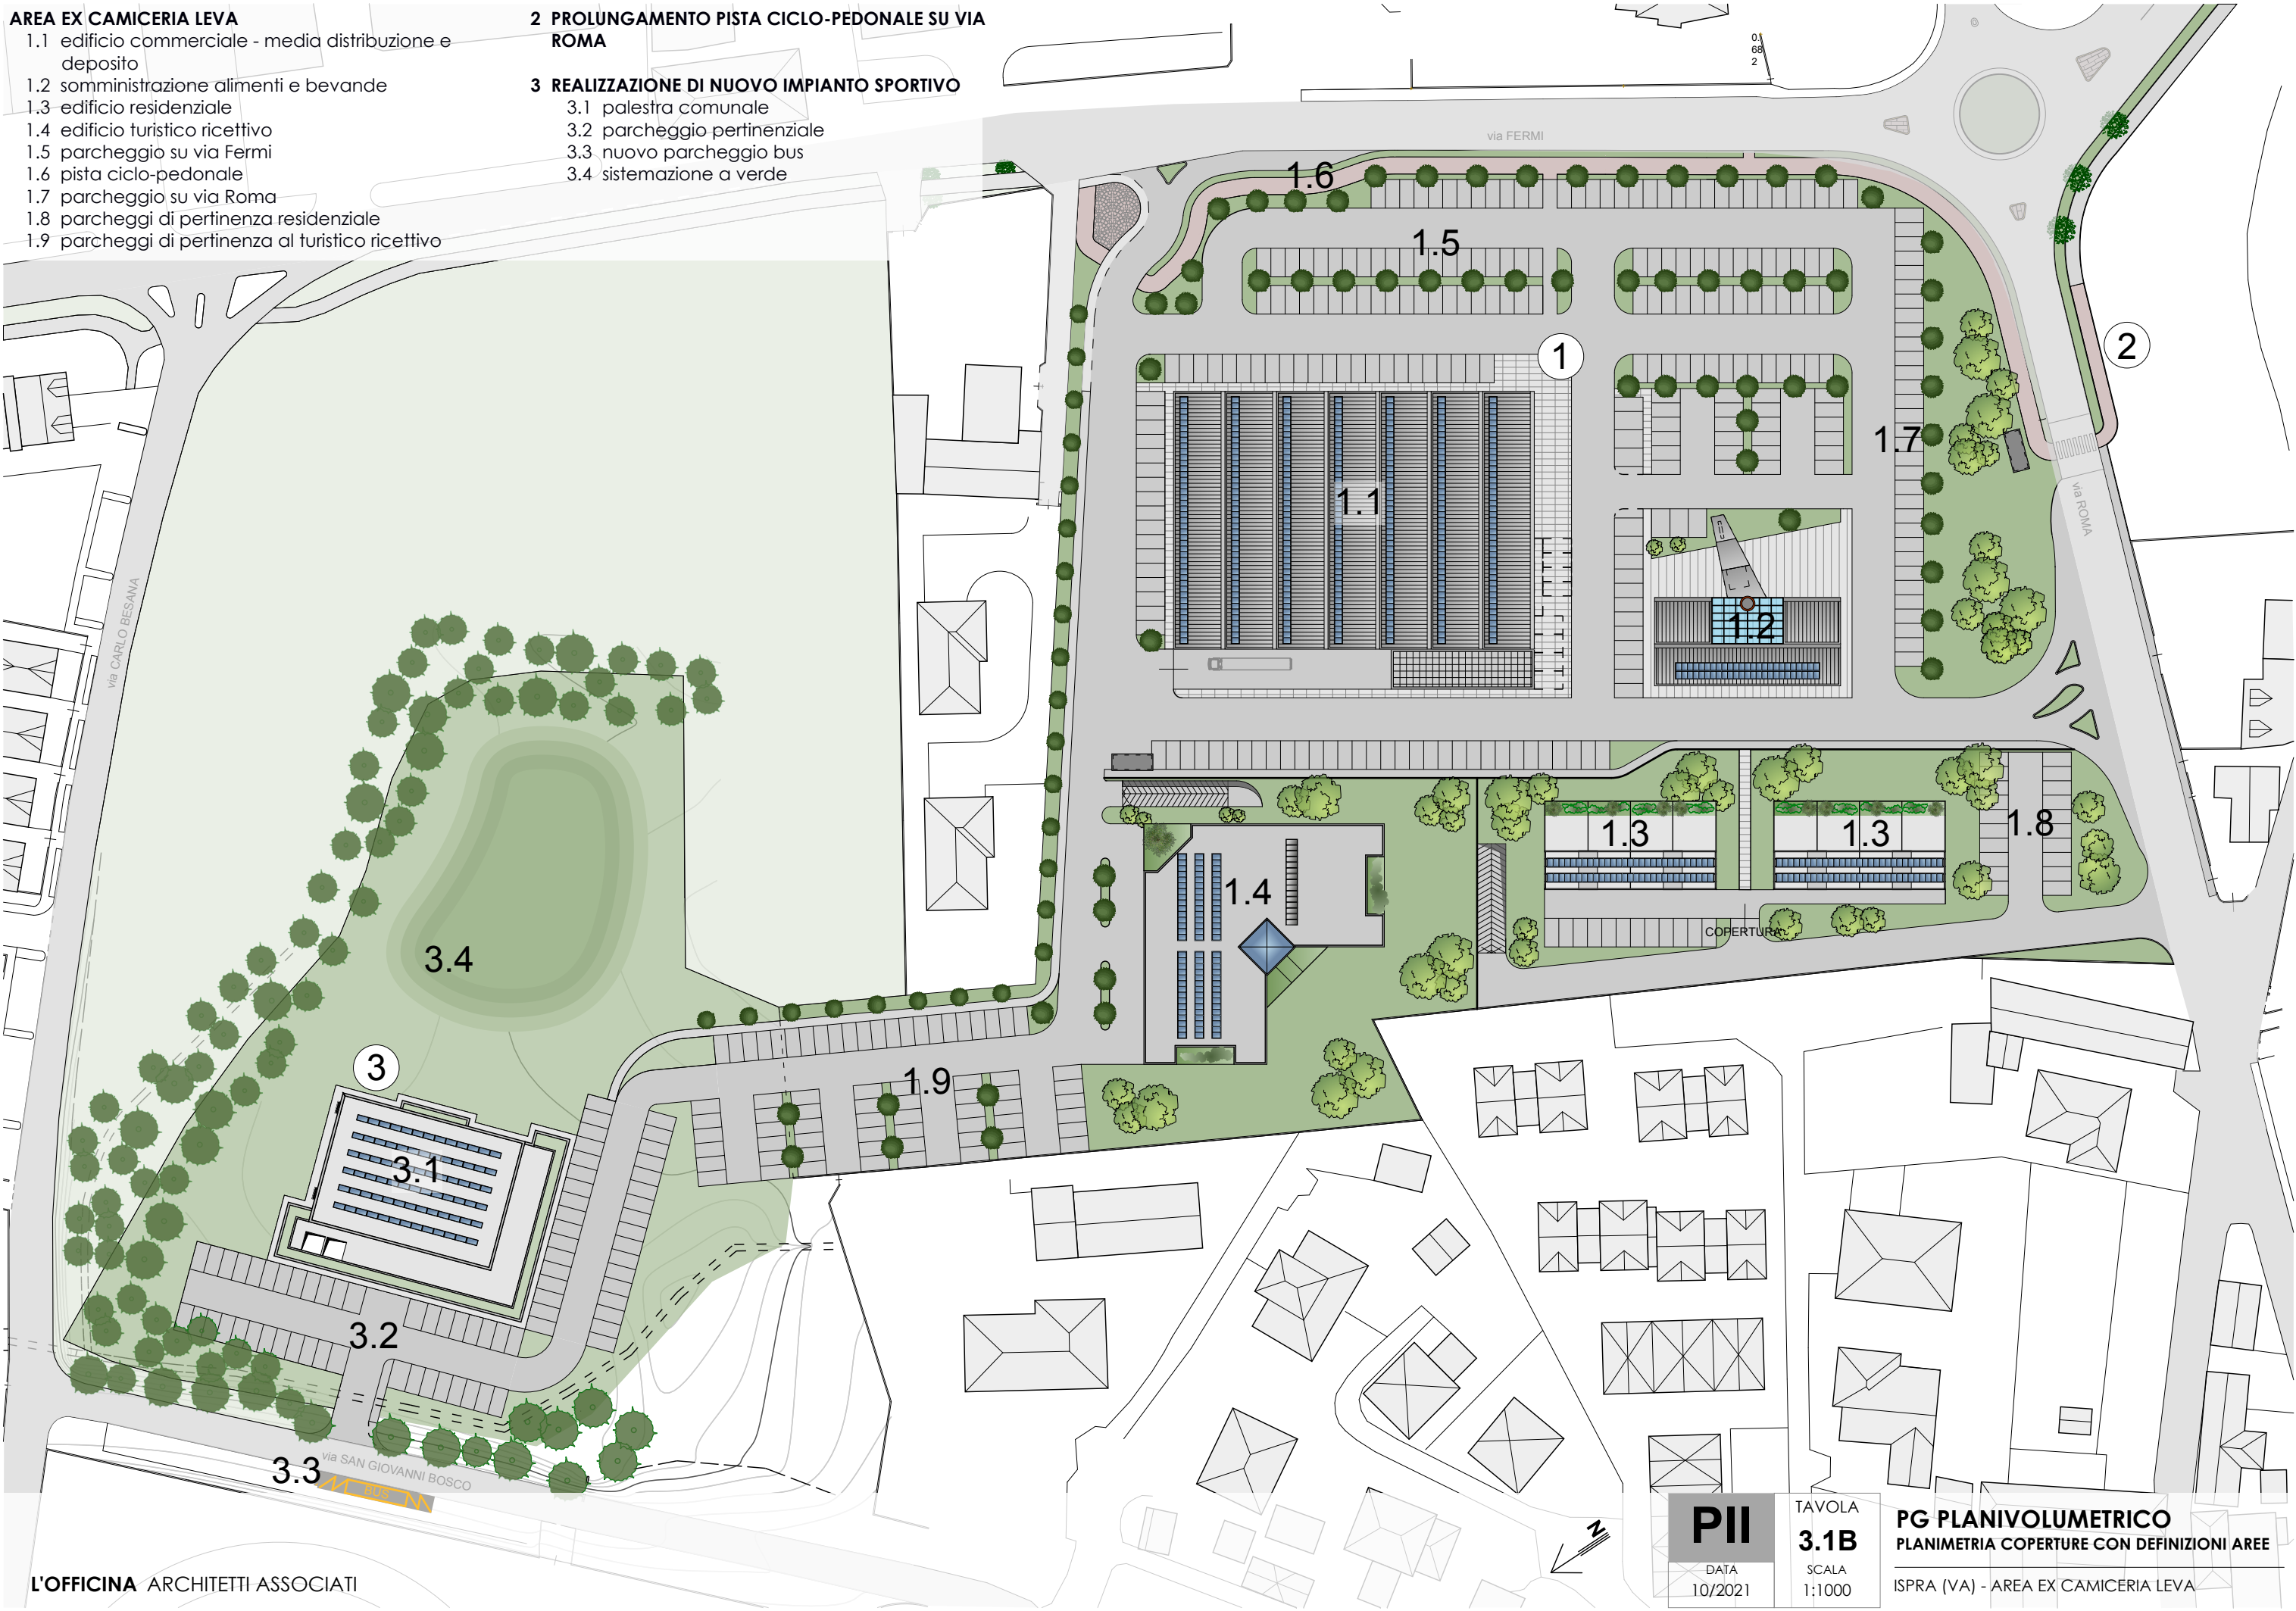 AREA EX CAMICERIA LEVA
1.1 edificio commerciale - media distribuzione e
deposito
1.2 somministrazione alimenti e bevande
1.3 edificio residenziale
1.4 edificio turistico ricettivo
1.5 parcheggio su via Fermi
1.6 pista ciclo-pedonale
1.7 parcheggio su via Roma
1.8 parcheggi di pertinenza residenziale
1.9 parcheggi di pertinenza al turistico ricettivo
2 PROLUNGAMENTO PISTA CICLO-PEDONALE SU VIA
ROMA
3 REALIZZAZIONE DI NUOVO IMPIANTO SPORTIVO
3.1 palestra comunale
3.2 parcheggio pertinenziale
3.3 nuovo parcheggio bus
3.4 sistemazione a verde
0.
68
2
via FERMI
1.6
1.5
1
2
1.7
1.1
via ROMA
via CARLO BESANA
1.2
1.3
1.3
1.8
1.4
COPERTURA
3.4
3
1.9
3.1
3.2
3.3
via SAN GIOVANNI BOSCO
BUS
N
PII
TAVOLA
3.1B
DATA
10/2021
SCALA
1:1000
PG PLANIVOLUMETRICO
PLANIMETRIA COPERTURE CON DEFINIZIONI AREE
ISPRA (VA) - AREA EX CAMICERIA LEVA
L'OFFICINA ARCHITETTI ASSOCIATI